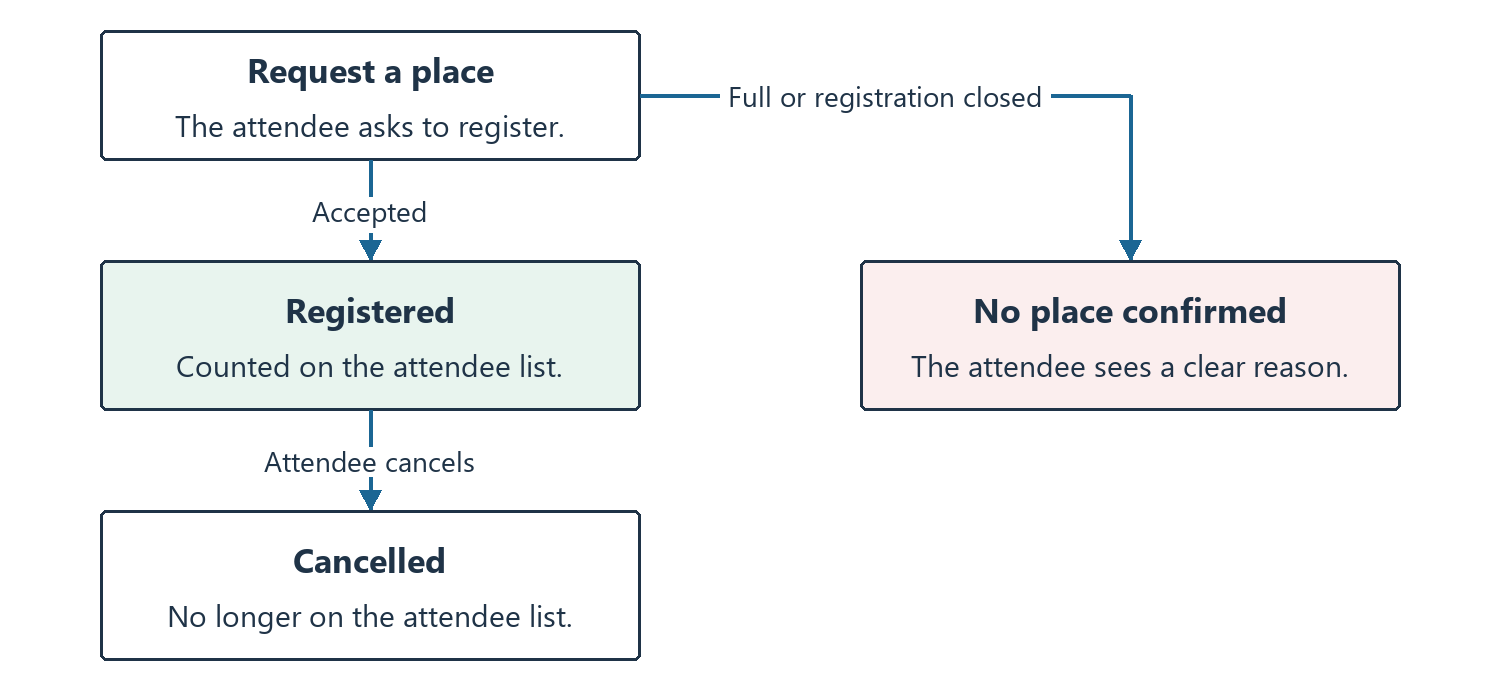 Request a place
The attendee asks to register.
Full or registration closed
Accepted
Registered
Counted on the attendee list.
No place confirmed
The attendee sees a clear reason.
Attendee cancels
Cancelled
No longer on the attendee list.